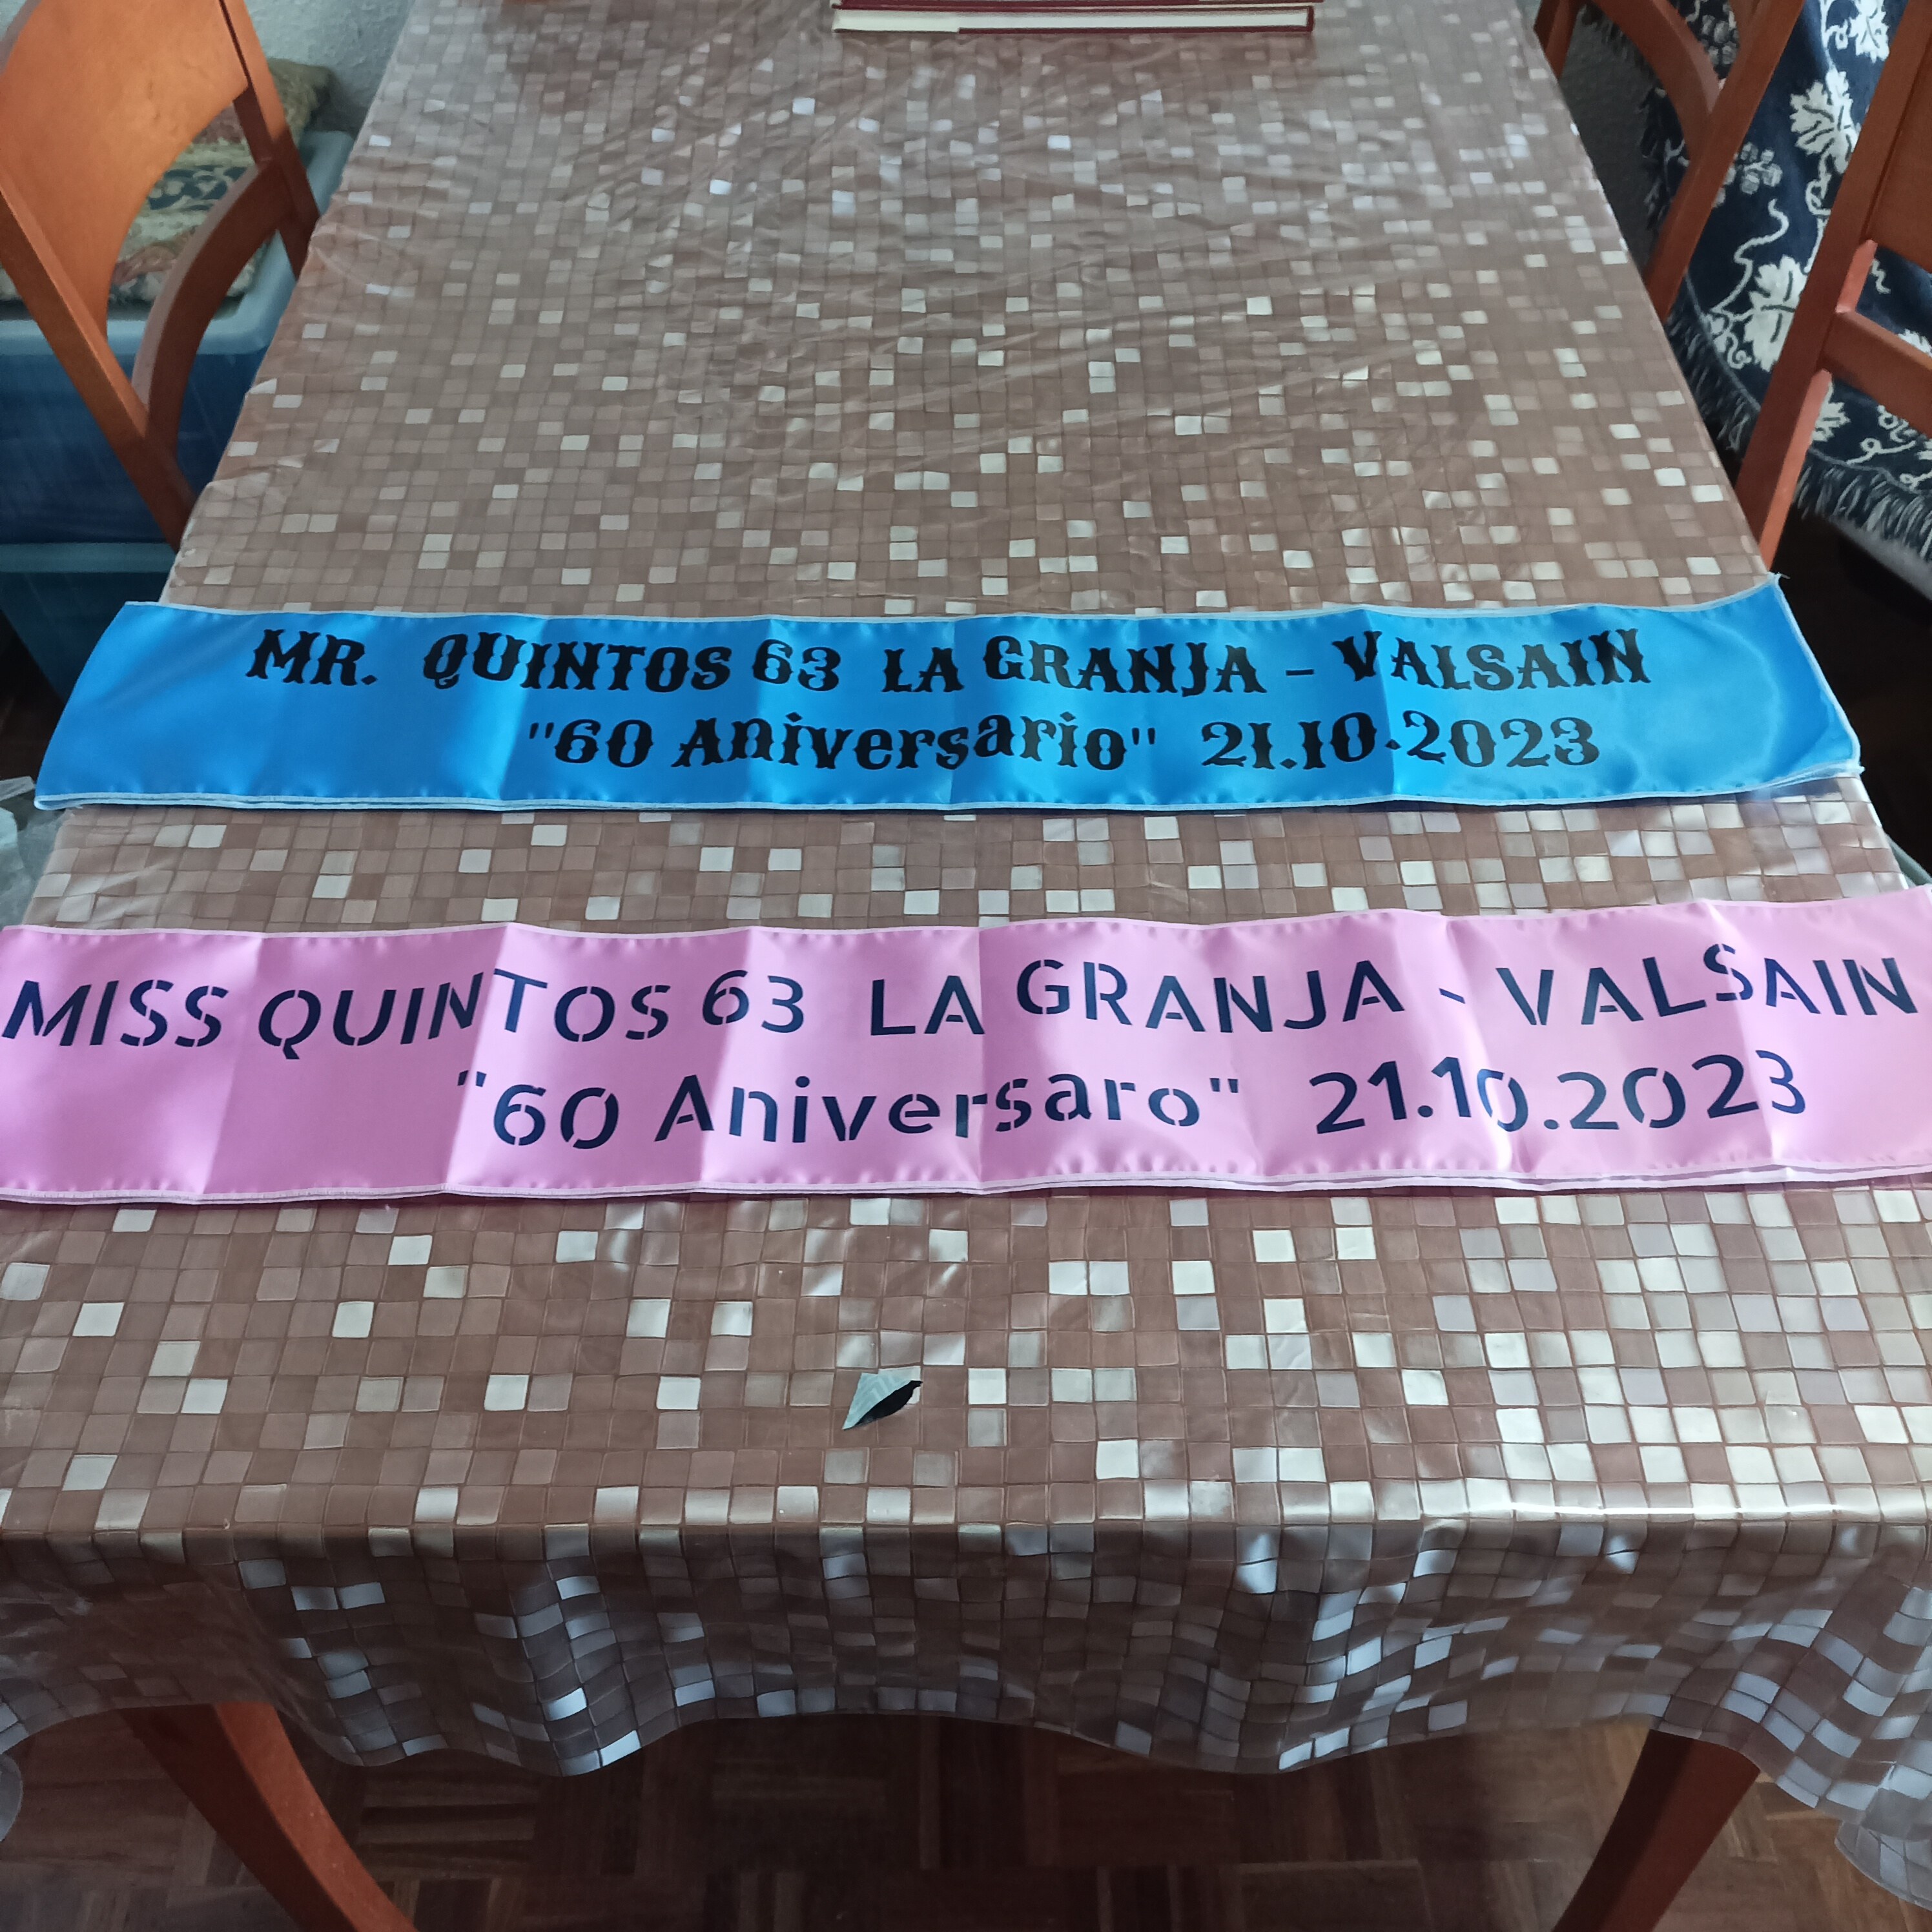 MR. QUINTOS 63 LA GRANJA - VALSAIN
"60 Aniversario" 21.10.2023
MISS QUINTOS 63 LA GRANJA - VALSAIN
"60 Aniversaro" 21.10.2023